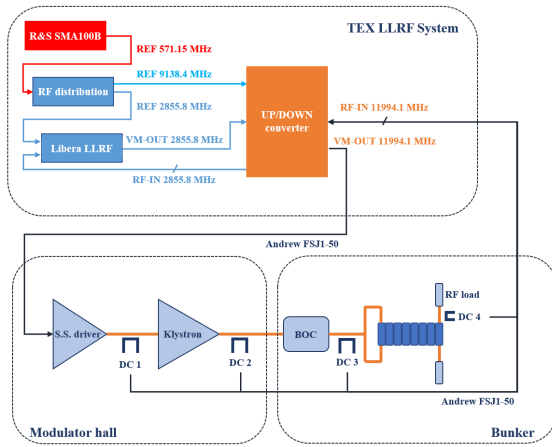 TEX LLRF System
R&S SMA100B
REF 571.15 MHz
RF distribution
REF 9138.4 MHz
REF 2855.8 MHz
Libera LLRF
VM-OUT 2855.8 MHz
RF-IN 2855.8 MHz
UP/DOWN
converter
RF-IN 11994.1 MHz
VM-OUT 11994.1 MHz
Andrew FSJ1-50
S.S. driver
Klystron
BOC
RF load
DC 4
DC 1
DC 2
DC 3
Andrew FSJ1-50
Modulator hall
Bunker